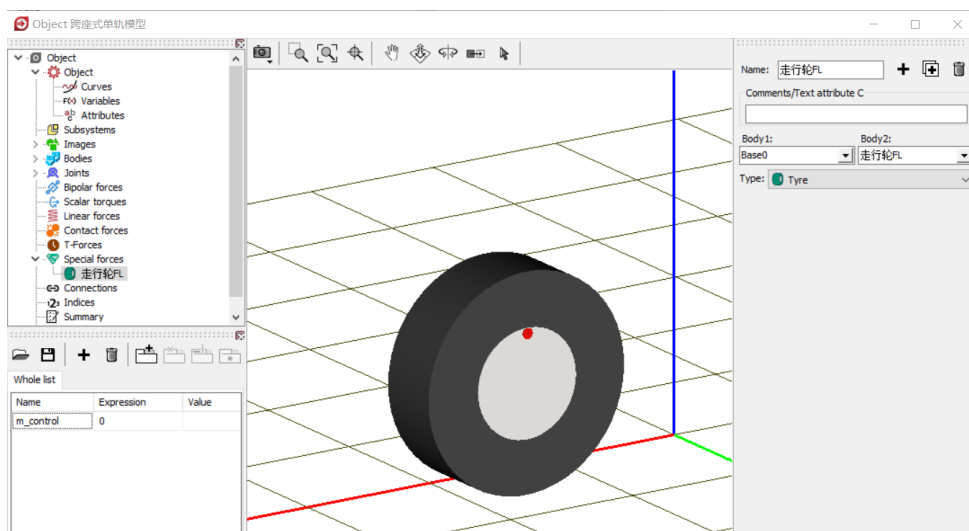 Object 跨座式单轨模型
Object
Object
Curves
F(x) Variables
ab c Attributes
Subsystems
Images
Bodies
Joints
Bipolar forces
Scalar torques
Linear forces
Contact forces
T-Forces
Special forces
走行轮FL
Connections
Indices
Summary
Whole list
Name Expression Value
m_control 0
Name: 走行轮FL
Comments/Text attribute C
Body1: Body2:
Base0 走行轮FL
Type: Tyre